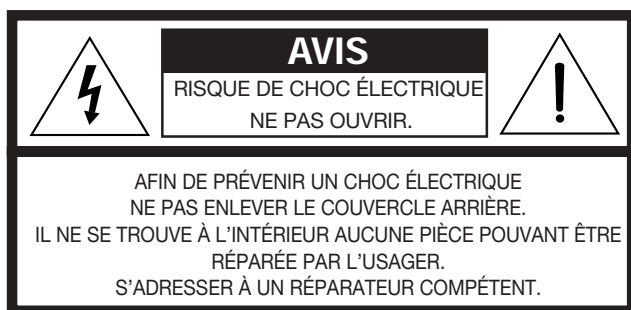 AVIS
RISQUE DE CHOC ÉLECTRIQUE
NE PAS OUVRIR.
AFIN DE PRÉVENIR UN CHOC ÉLECTRIQUE
NE PAS ENLEVER LE COUVERCLE ARRIÈRE.
IL NE SE TROUVE À L'INTÉRIEUR AUCUNE PIÈCE POUVANT ÊTRE
RÉPARÉE PAR L'USAGER.
S'ADRESSER À UN RÉPARATEUR COMPÉTENT.